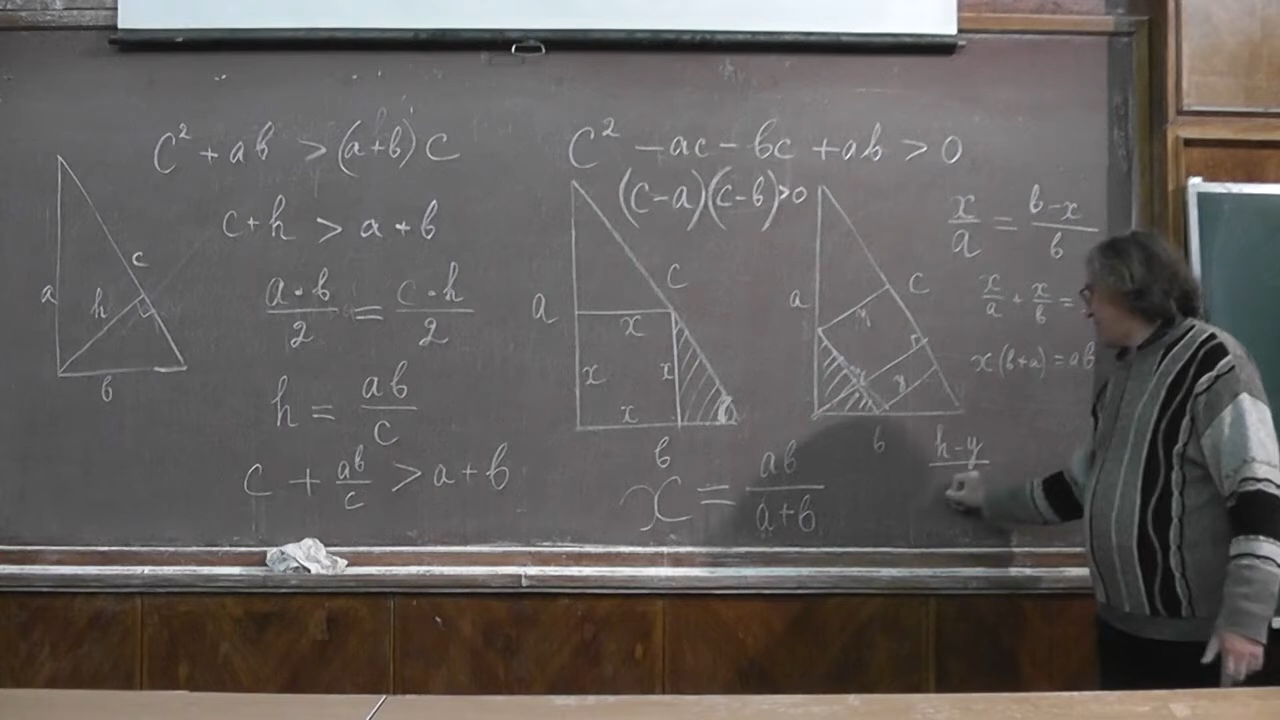 c² + ab > (a+b)c
c + h > a + b
a·b/2 = c·h/2
h = ab/c
c + ab/c > a + b
a
h
c
b
c² − ac − bc + ab > 0
(c−a)(c−b)>0
a
c
x
x
x
x
b
x = ab/(a+b)
a
c
y
y
b
x/a = (b−x)/b
x/a + x/b =
x(b+a) = ab
h−y